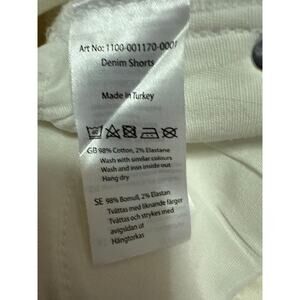 Art No: 1100-001170-0001
Denim Shorts
Made in Turkey
GB 98% Cotton, 2% Elastane
Wash with similar colours
Wash and iron inside out
Hang dry
SE 98% Bomull, 2% Elastan
Tvättas med liknande färger
Tvättas och strykes med
avigsidan ut
Hängtorkas